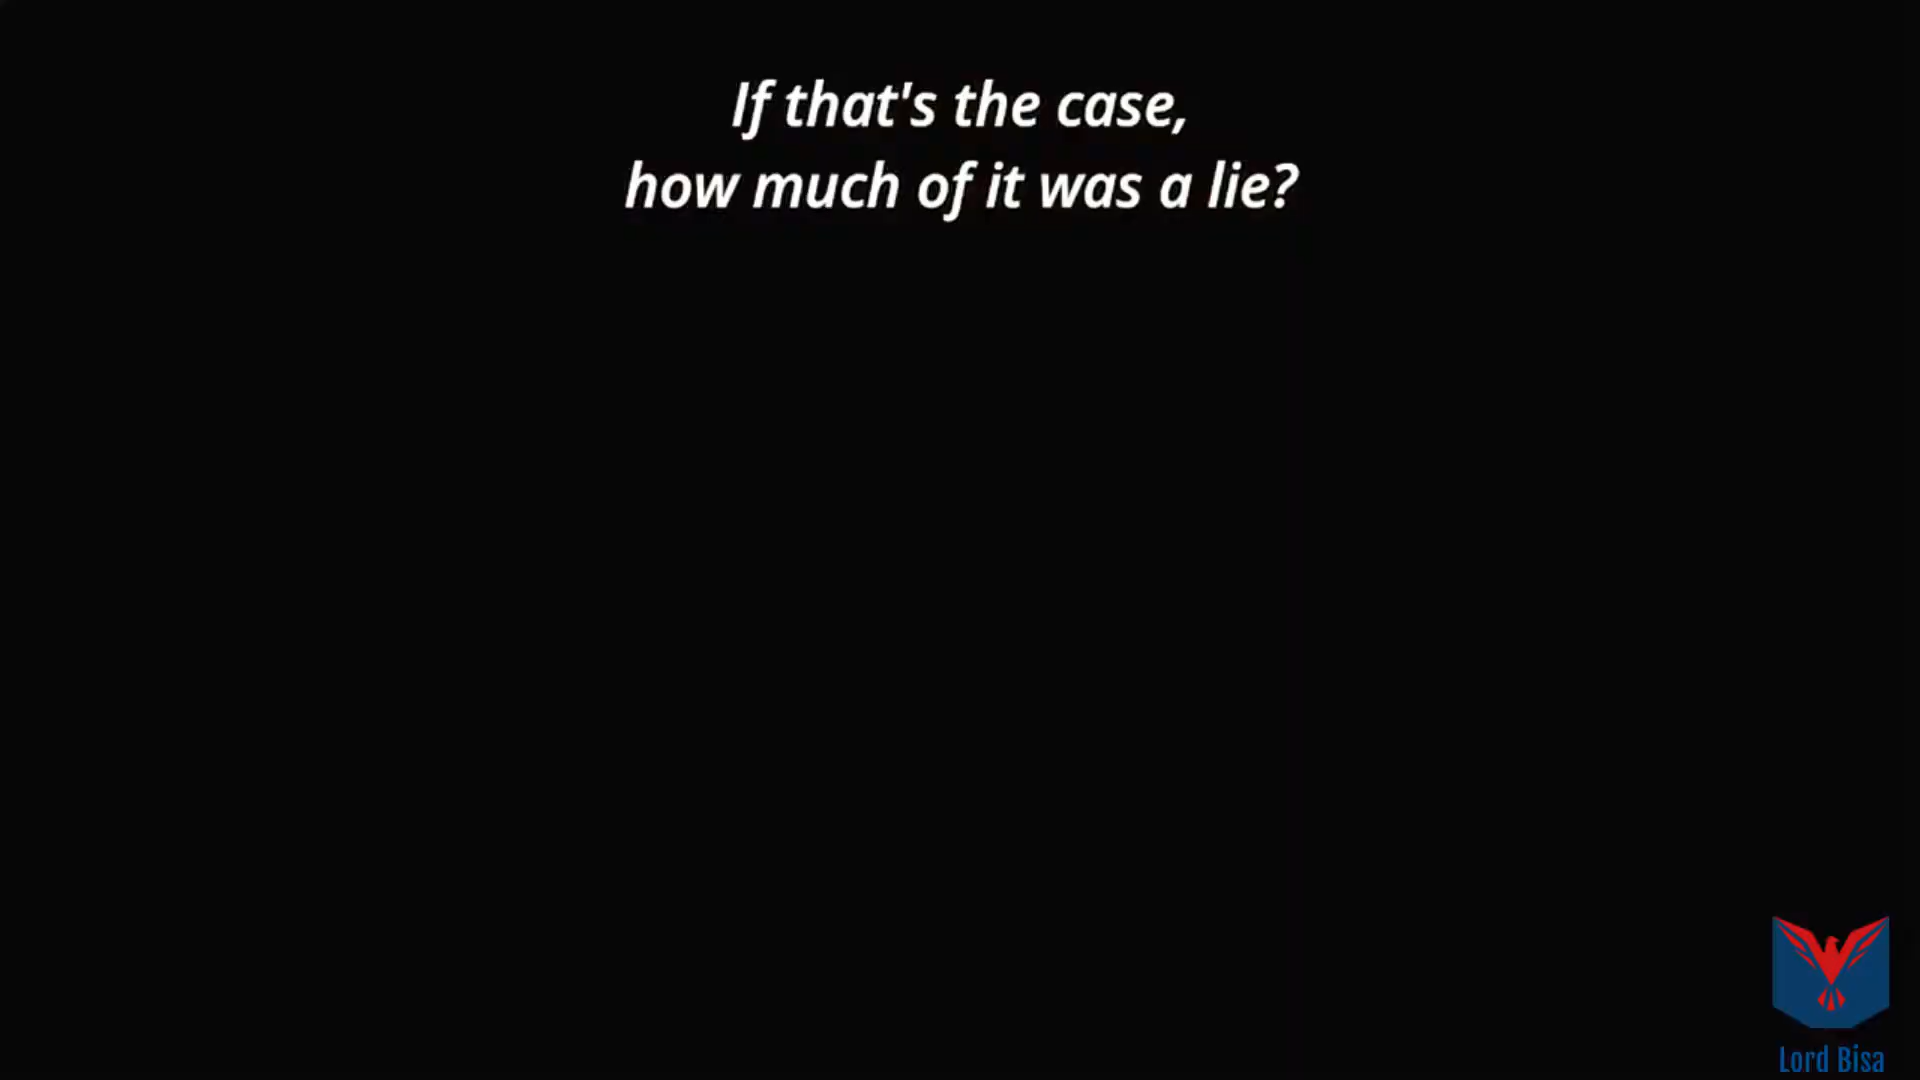 If that's the case,
how much of it was a lie?
Lord Bisa